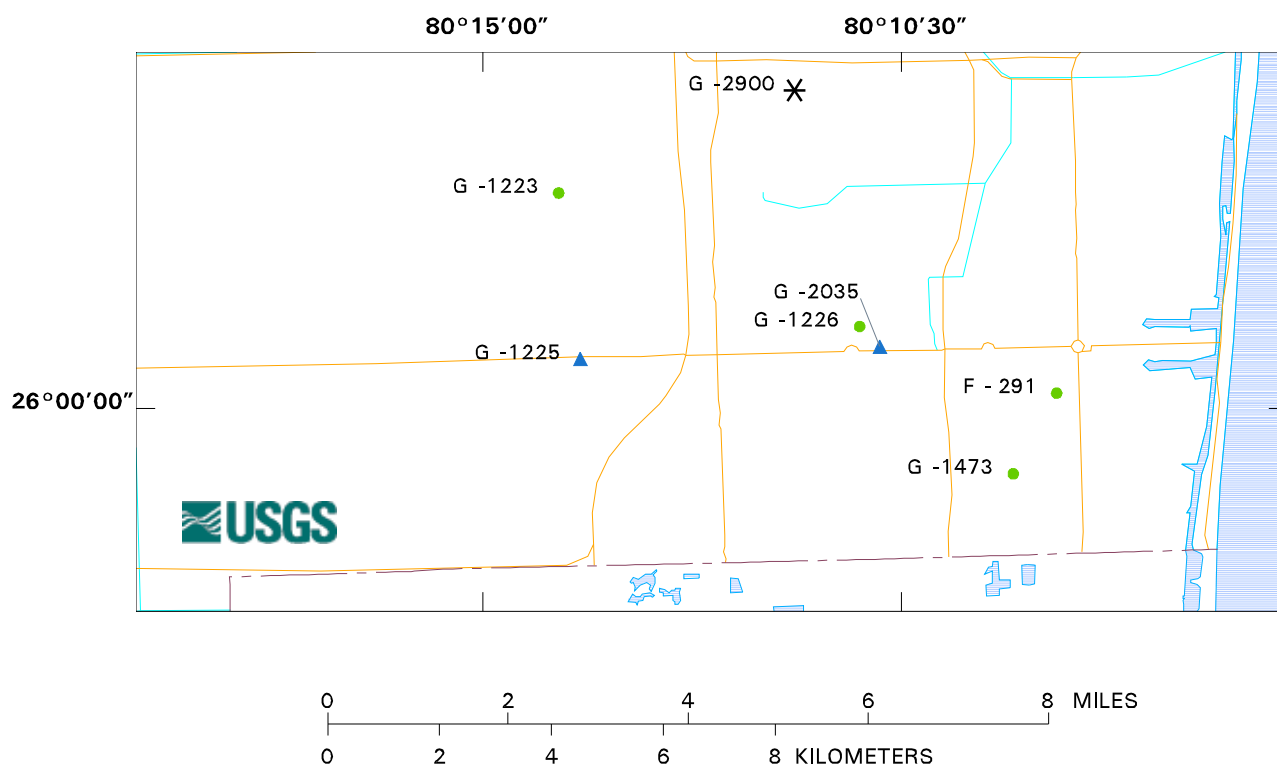 80°15'00" 80°10'30"
G -2900
G -1223
G -2035
G -1226
G -1225
26°00'00"
F - 291
G -1473
USGS
0 2 4 6 8 MILES
0 2 4 6 8 KILOMETERS